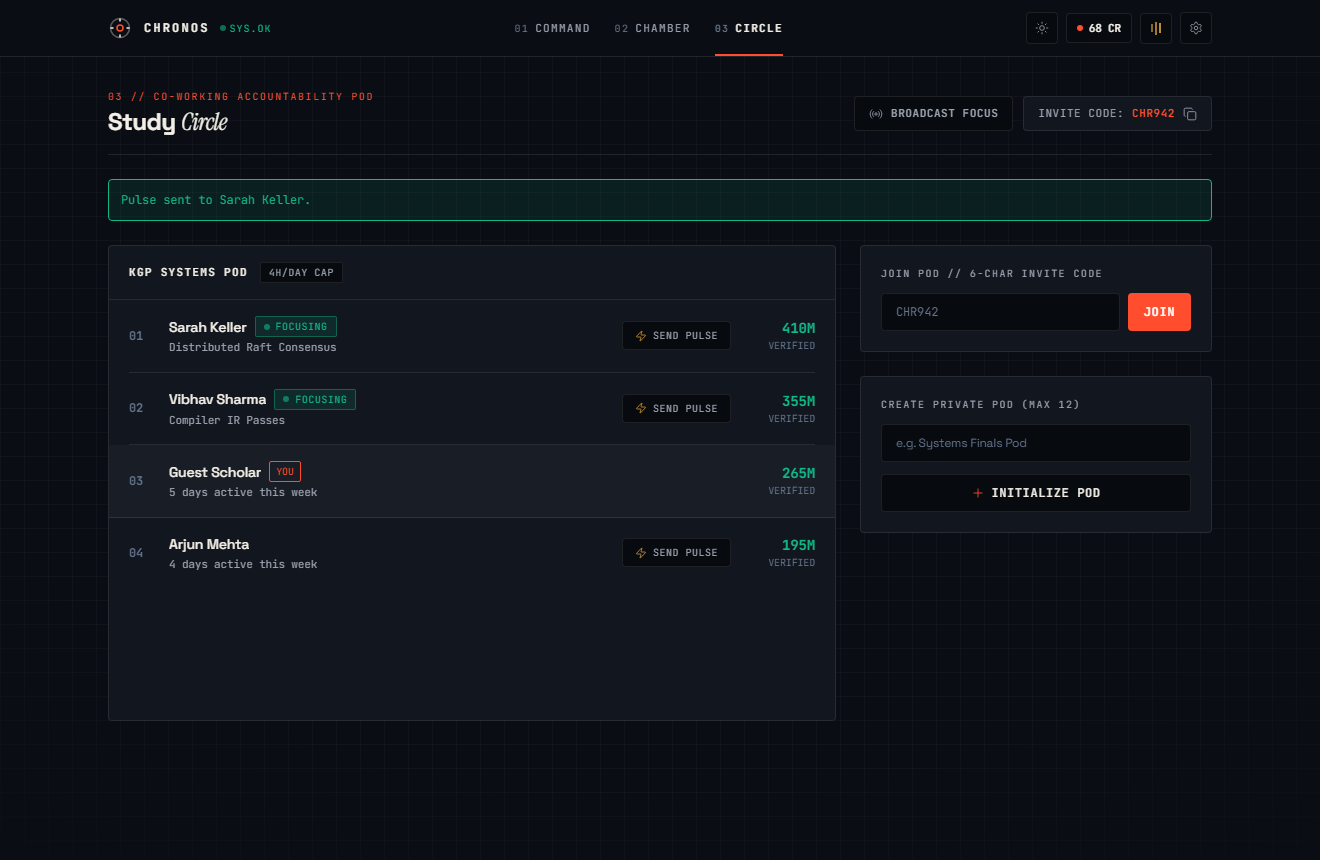 CHRONOS SYS.OK 01 COMMAND 02 CHAMBER 03 CIRCLE 68 CR
03 // CO-WORKING ACCOUNTABILITY POD
Study Circle
BROADCAST FOCUS
INVITE CODE: CHR942
Pulse sent to Sarah Keller.
KGP SYSTEMS POD 4H/DAY CAP
01 Sarah Keller FOCUSING
Distributed Raft Consensus
SEND PULSE
410M
VERIFIED
02 Vibhav Sharma FOCUSING
Compiler IR Passes
SEND PULSE
355M
VERIFIED
03 Guest Scholar YOU
5 days active this week
265M
VERIFIED
04 Arjun Mehta
4 days active this week
SEND PULSE
195M
VERIFIED
JOIN POD // 6-CHAR INVITE CODE
CHR942 JOIN
CREATE PRIVATE POD (MAX 12)
e.g. Systems Finals Pod
+ INITIALIZE POD